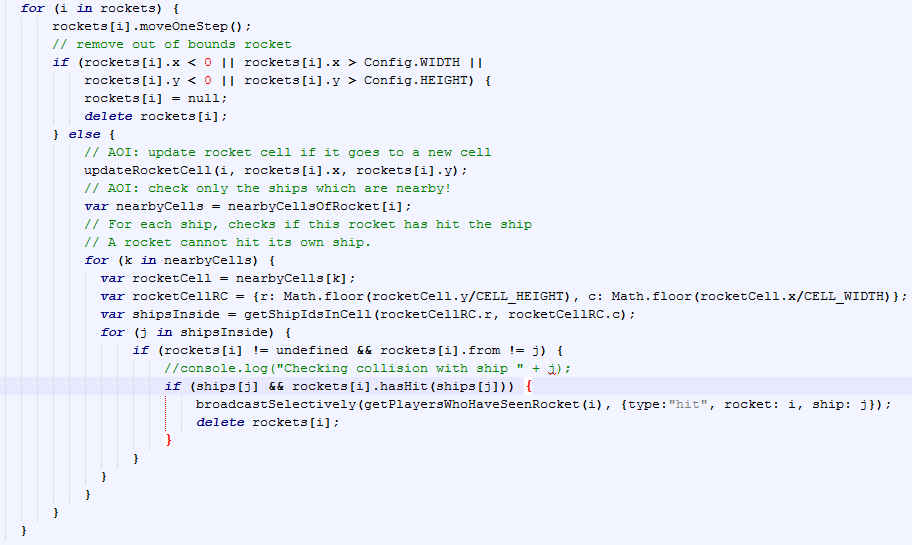 for (i in rockets) {
rockets[i].moveOneStep();
// remove out of bounds rocket
if (rockets[i].x < 0 || rockets[i].x > Config.WIDTH ||
rockets[i].y < 0 || rockets[i].y > Config.HEIGHT) {
rockets[i] = null;
delete rockets[i];
} else {
// AOI: update rocket cell if it goes to a new cell
updateRocketCell(i, rockets[i].x, rockets[i].y);
// AOI: check only the ships which are nearby!
var nearbyCells = nearbyCellsOfRocket[i];
// For each ship, checks if this rocket has hit the ship
// A rocket cannot hit its own ship.
for (k in nearbyCells) {
var rocketCell = nearbyCells[k];
var rocketCellRC = {r: Math.floor(rocketCell.y/CELL_HEIGHT), c: Math.floor(rocketCell.x/CELL_WIDTH)};
var shipsInside = getShipIdsInCell(rocketCellRC.r, rocketCellRC.c);
for (j in shipsInside) {
if (rockets[i] != undefined && rockets[i].from != j) {
//console.log("Checking collision with ship " + j);
if (ships[j] && rockets[i].hasHit(ships[j])) {
broadcastSelectively(getPlayersWhoHaveSeenRocket(i), {type:"hit", rocket: i, ship: j});
delete rockets[i];
}
}
}
}
}
}